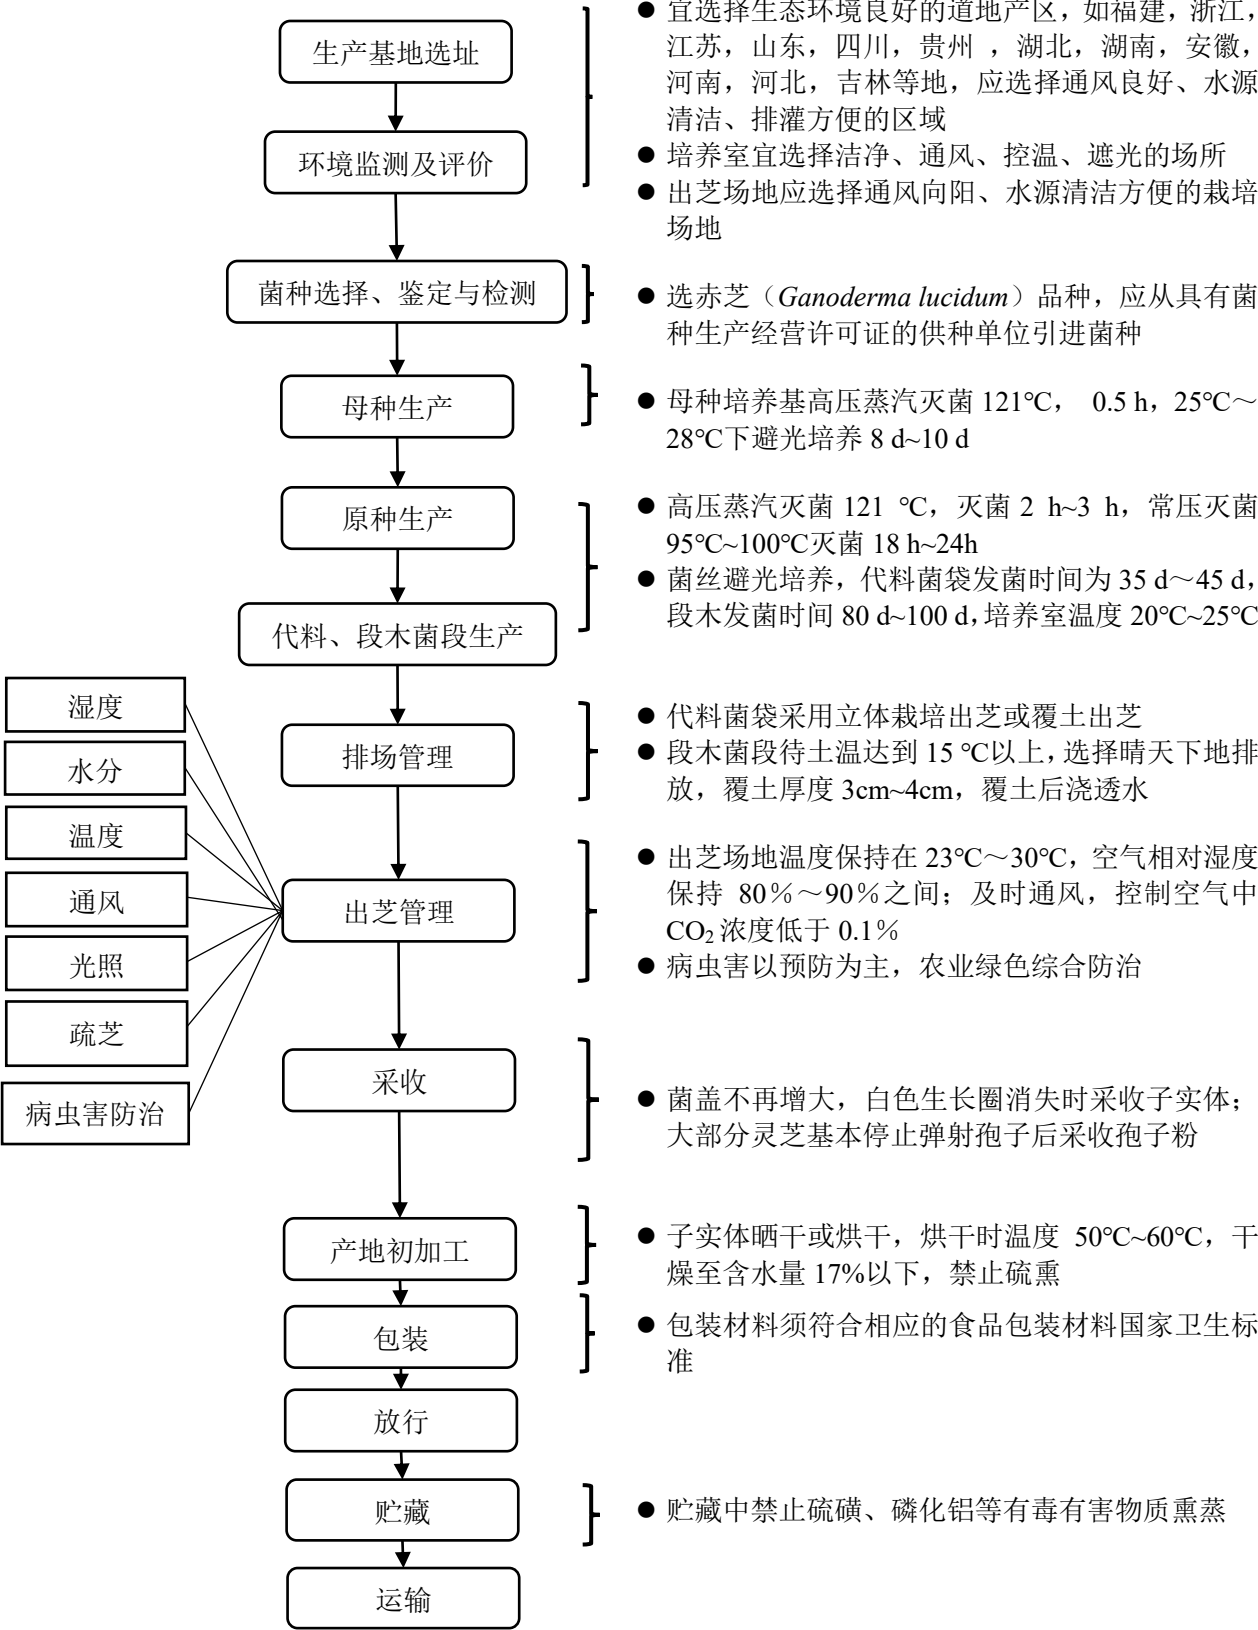 生产基地选址
环境监测及评价
菌种选择、鉴定与检测
母种生产
原种生产
代料、段木菌段生产
排场管理
出芝管理
采收
产地初加工
包装
放行
贮藏
运输
湿度
水分
温度
通风
光照
疏芝
病虫害防治
● 宜选择生态环境良好的道地产区，如福建，浙江，
江苏，山东，四川，贵州 ，湖北，湖南，安徽，
河南，河北，吉林等地，应选择通风良好、水源
清洁、排灌方便的区域
● 培养室宜选择洁净、通风、控温、遮光的场所
● 出芝场地应选择通风向阳、水源清洁方便的栽培
场地
● 选赤芝（Ganoderma lucidum）品种，应从具有菌
种生产经营许可证的供种单位引进菌种
● 母种培养基高压蒸汽灭菌 121℃， 0.5 h，25℃～
28℃下避光培养 8 d~10 d
● 高压蒸汽灭菌 121 ℃，灭菌 2 h~3 h，常压灭菌
95℃~100℃灭菌 18 h~24h
● 菌丝避光培养，代料菌袋发菌时间为 35 d～45 d，
段木发菌时间 80 d~100 d，培养室温度 20℃~25℃
● 代料菌袋采用立体栽培出芝或覆土出芝
● 段木菌段待土温达到 15 ℃以上，选择晴天下地排
放，覆土厚度 3cm~4cm，覆土后浇透水
● 出芝场地温度保持在 23℃～30℃，空气相对湿度
保持 80％～90％之间；及时通风，控制空气中
CO₂ 浓度低于 0.1％
● 病虫害以预防为主，农业绿色综合防治
● 菌盖不再增大，白色生长圈消失时采收子实体；
大部分灵芝基本停止弹射孢子后采收孢子粉
● 子实体晒干或烘干，烘干时温度 50℃~60℃，干
燥至含水量 17%以下，禁止硫熏
● 包装材料须符合相应的食品包装材料国家卫生标
准
● 贮藏中禁止硫磺、磷化铝等有毒有害物质熏蒸